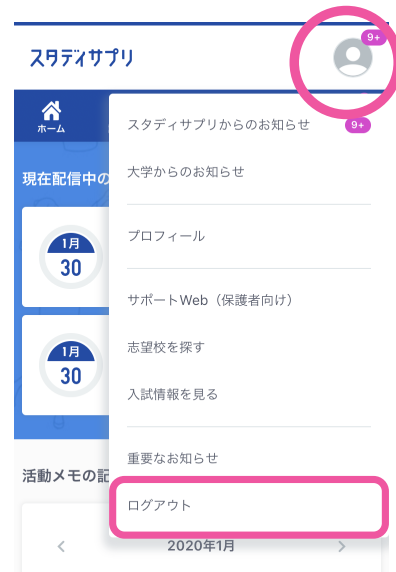 スタディサプリ
9+
ホーム
スタディサプリからのお知らせ 9+
大学からのお知らせ
現在配信中の
プロフィール
1月
30
サポートWeb（保護者向け）
志望校を探す
1月
30
入試情報を見る
重要なお知らせ
活動メモの記
ログアウト
2020年1月